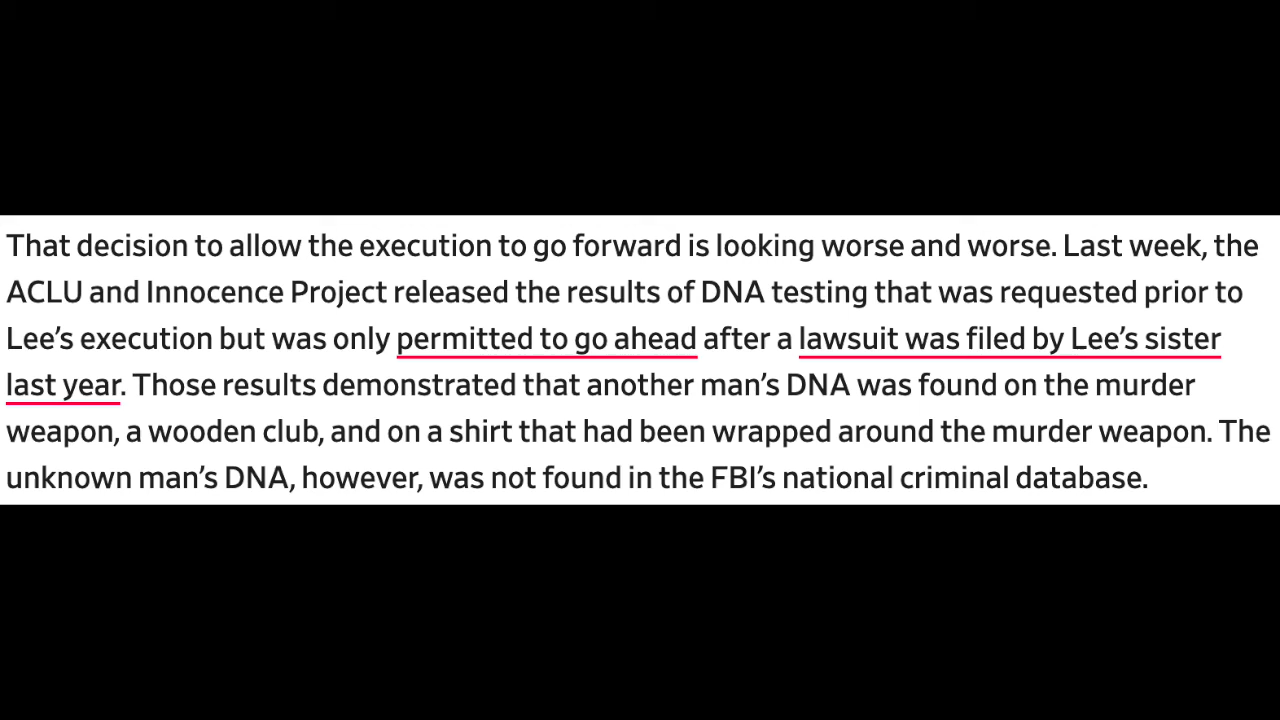 That decision to allow the execution to go forward is looking worse and worse. Last week, the
ACLU and Innocence Project released the results of DNA testing that was requested prior to
Lee’s execution but was only permitted to go ahead after a lawsuit was filed by Lee’s sister
last year. Those results demonstrated that another man’s DNA was found on the murder
weapon, a wooden club, and on a shirt that had been wrapped around the murder weapon. The
unknown man’s DNA, however, was not found in the FBI’s national criminal database.